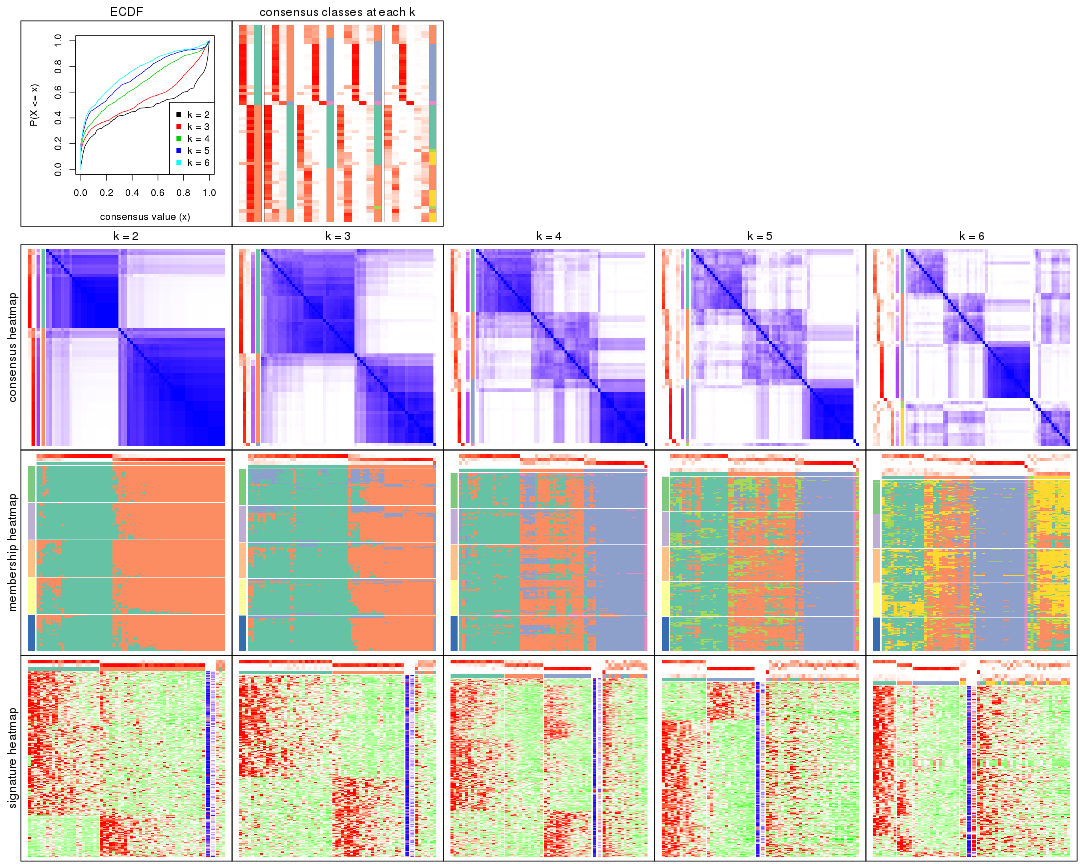 ECDF
consensus classes at each k
P(X <= x)
1.0
0.8
0.6
0.4
0.2
0.0
k = 2
k = 3
k = 4
k = 5
k = 6
0.0 0.2 0.4 0.6 0.8 1.0
consensus value (x)
k = 2 k = 3 k = 4 k = 5 k = 6
consensus heatmap
membership heatmap
signature heatmap